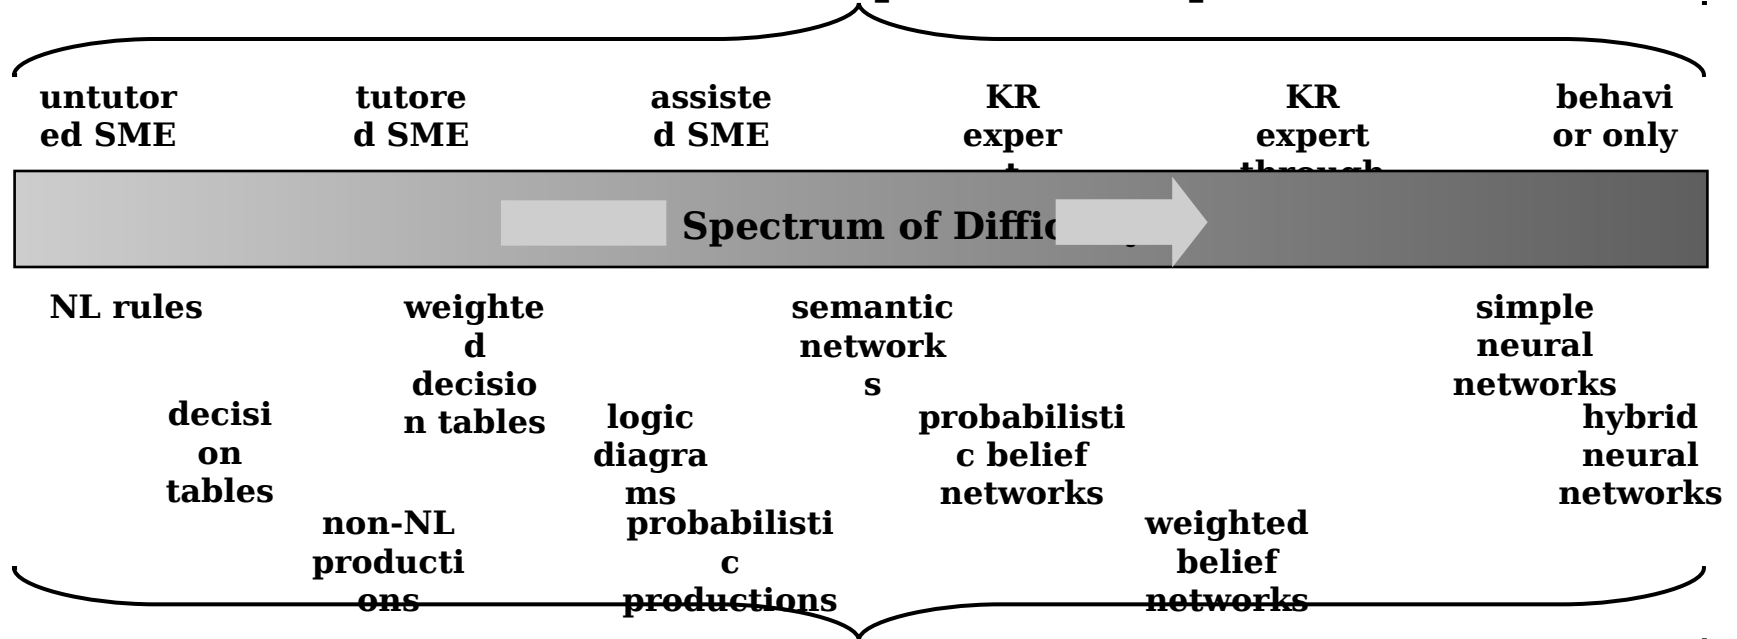 untutor
ed SME
tutore
d SME
assiste
d SME
KR
exper
t
KR
expert
through
behavi
or only
Spectrum of Diffic
NL rules
weighte
d
decisio
n tables
semantic
network
s
simple
neural
networks
decisi
on
tables
logic
diagra
ms
probabilisti
c belief
networks
hybrid
neural
networks
non-NL
producti
ons
probabilisti
c
productions
weighted
belief
networks